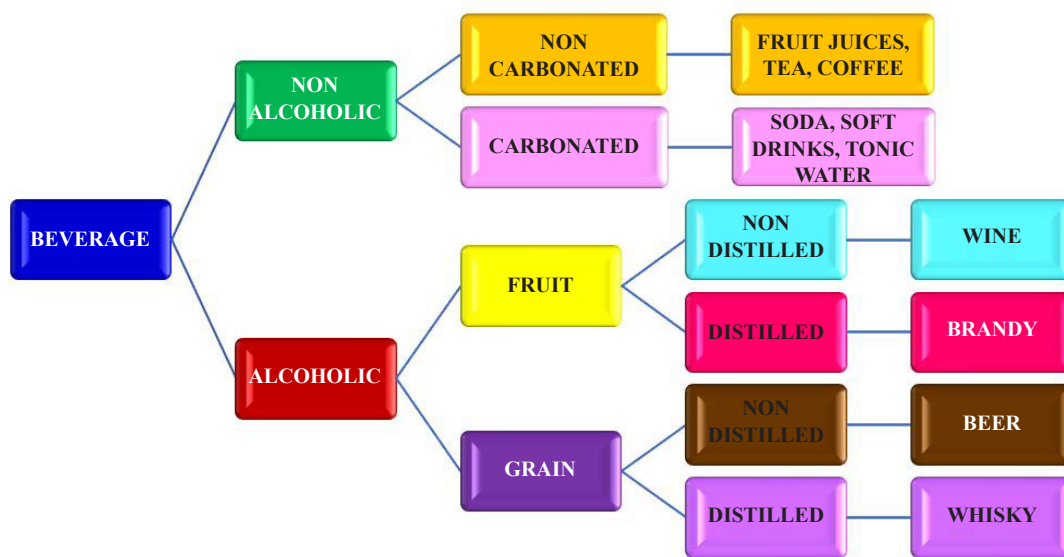 NON
CARBONATED
FRUIT JUICES,
TEA, COFFEE
NON
ALCOHOLIC
CARBONATED
SODA, SOFT
DRINKS, TONIC
WATER
BEVERAGE
NON
DISTILLED
WINE
FRUIT
DISTILLED
BRANDY
ALCOHOLIC
NON
DISTILLED
BEER
GRAIN
DISTILLED
WHISKY